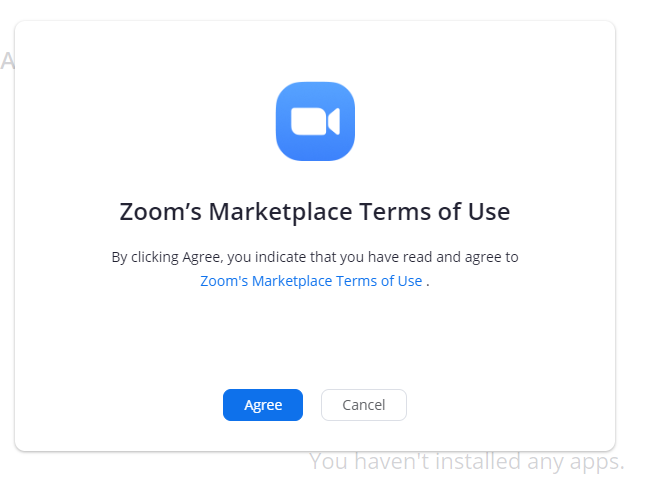 A
Zoom’s Marketplace Terms of Use
By clicking Agree, you indicate that you have read and agree to
Zoom's Marketplace Terms of Use .
Agree Cancel
You haven't installed any apps.